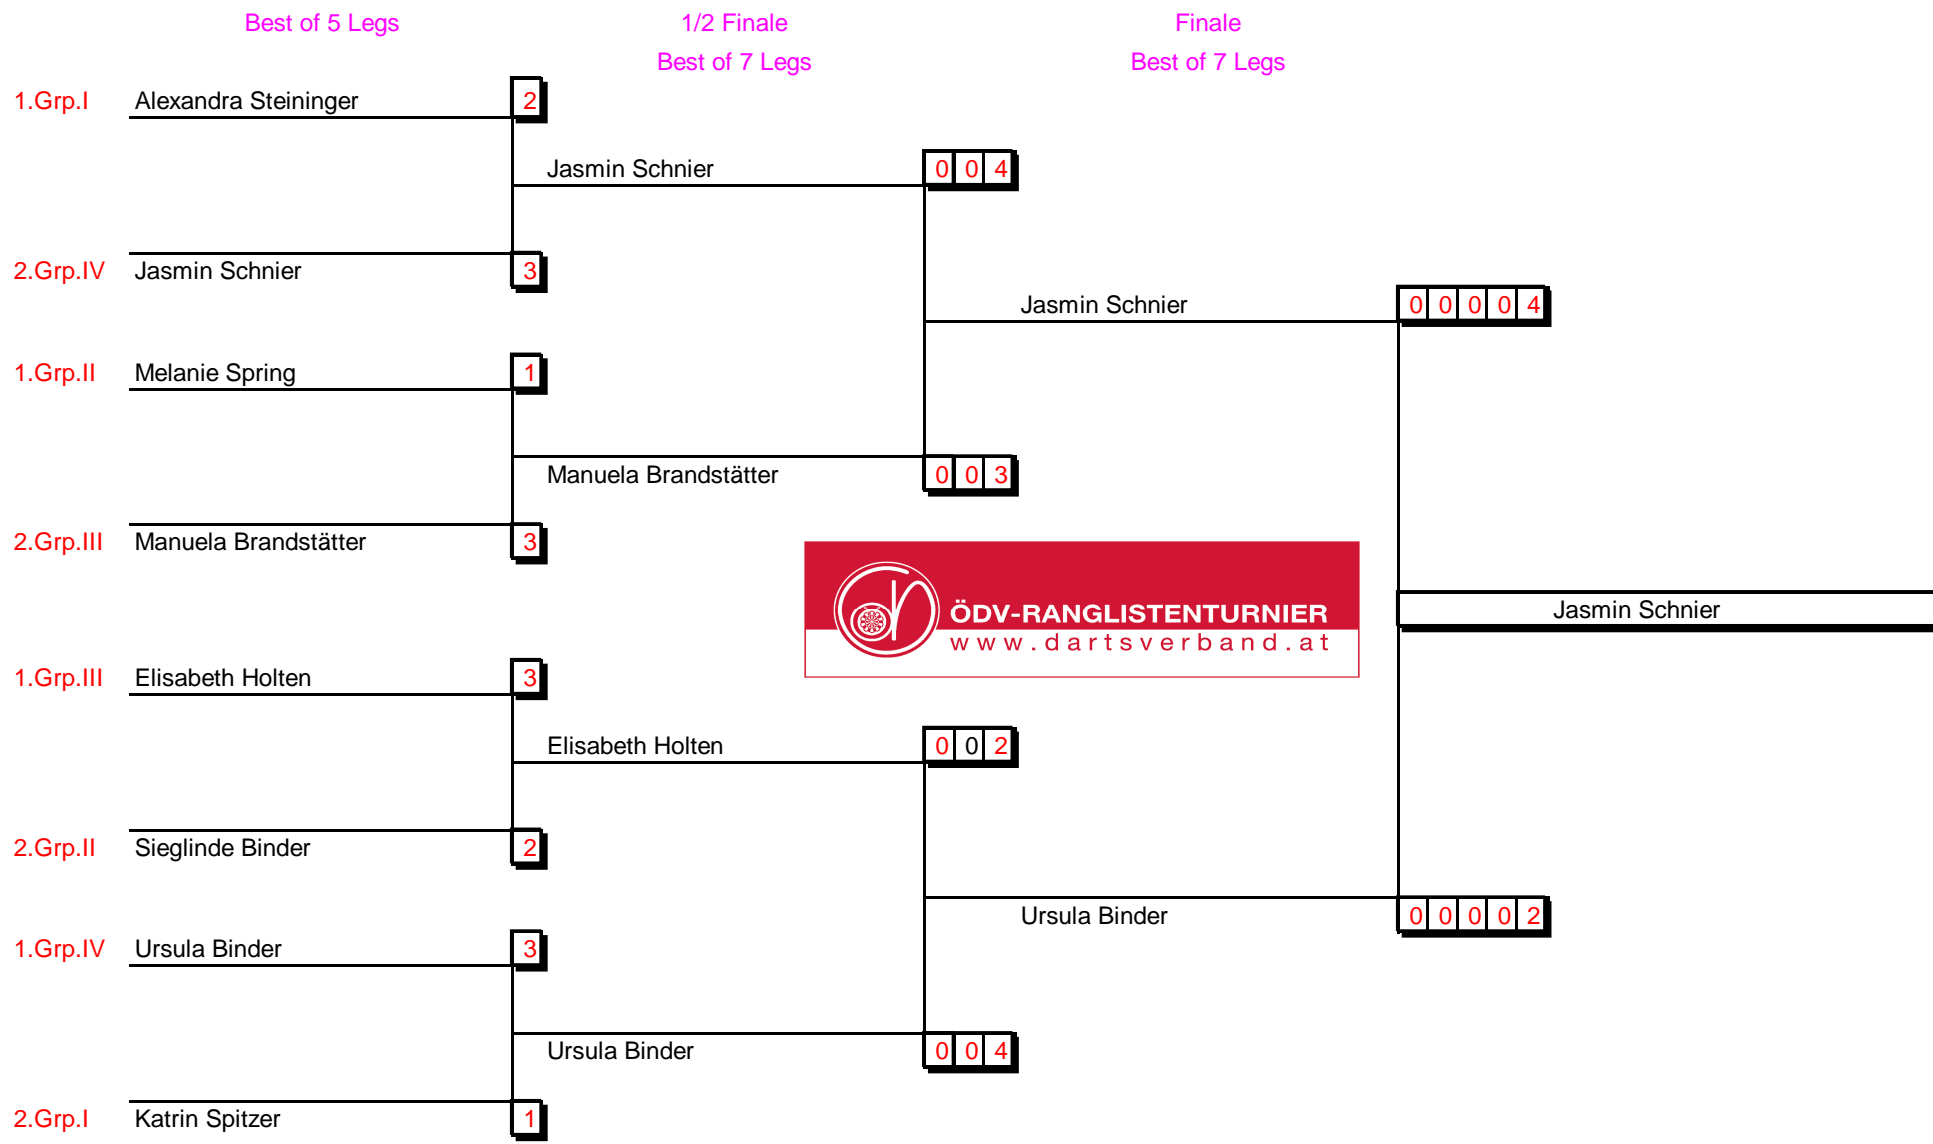 Best of 5 Legs 1/2 Finale Finale
Best of 7 Legs Best of 7 Legs
1.Grp.I Alexandra Steininger 2
Jasmin Schnier 0 0 4
2.Grp.IV Jasmin Schnier 3
Jasmin Schnier 0 0 0 0 4
1.Grp.II Melanie Spring 1
Manuela Brandstätter 0 0 3
2.Grp.III Manuela Brandstätter 3
ÖDV-RANGLISTENTURNIER
Jasmin Schnier
www.dartsverband.at
1.Grp.III Elisabeth Holten 3
Elisabeth Holten 0 0 2
2.Grp.II Sieglinde Binder 2
Ursula Binder 0 0 0 0 2
1.Grp.IV Ursula Binder 3
Ursula Binder 0 0 4
2.Grp.I Katrin Spitzer 1